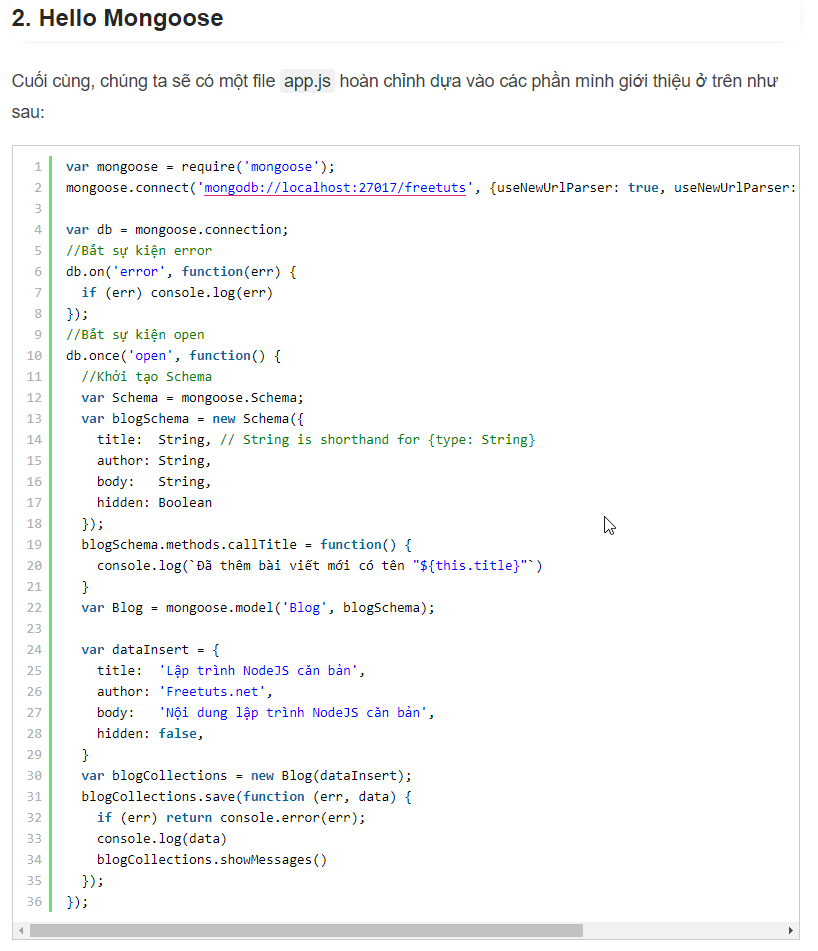 2. Hello Mongoose
Cuối cùng, chúng ta sẽ có một file app.js hoàn chỉnh dựa vào các phần mình giới thiệu ở trên như
sau:
1 var mongoose = require('mongoose');
2 mongoose.connect('mongodb://localhost:27017/freetuts', {useNewUrlParser: true, useNewUrlParser:
3
4 var db = mongoose.connection;
5 //Bắt sự kiện error
6 db.on('error', function(err) {
7   if (err) console.log(err)
8 });
9 //Bắt sự kiện open
10 db.once('open', function() {
11   //Khởi tạo Schema
12   var Schema = mongoose.Schema;
13   var blogSchema = new Schema({
14     title:  String, // String is shorthand for {type: String}
15     author: String,
16     body:   String,
17     hidden: Boolean
18   });
19   blogSchema.methods.callTitle = function() {
20     console.log(`Đã thêm bài viết mới có tên "${this.title}"`)
21   }
22   var Blog = mongoose.model('Blog', blogSchema);
23
24   var dataInsert = {
25     title:  'Lập trình NodeJS căn bản',
26     author: 'Freetuts.net',
27     body:   'Nội dung lập trình NodeJS căn bản',
28     hidden: false,
29   }
30   var blogCollections = new Blog(dataInsert);
31   blogCollections.save(function (err, data) {
32     if (err) return console.error(err);
33     console.log(data)
34     blogCollections.showMessages()
35   });
36 });